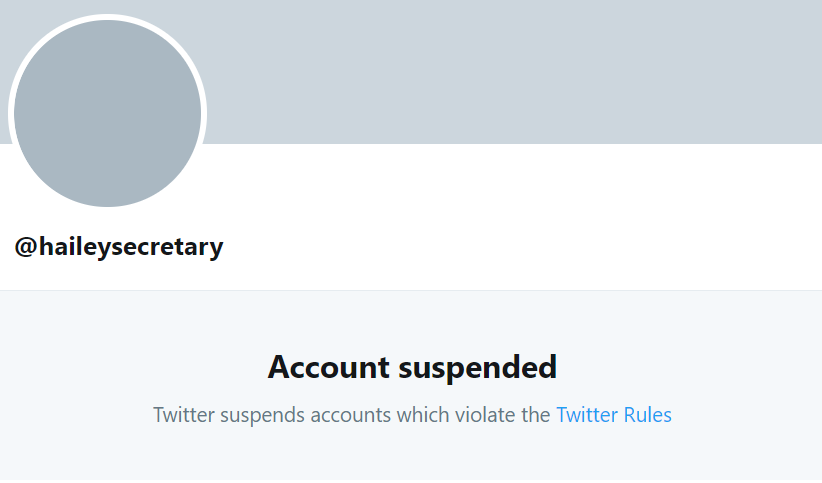 @haileysecretary
Account suspended
Twitter suspends accounts which violate the Twitter Rules